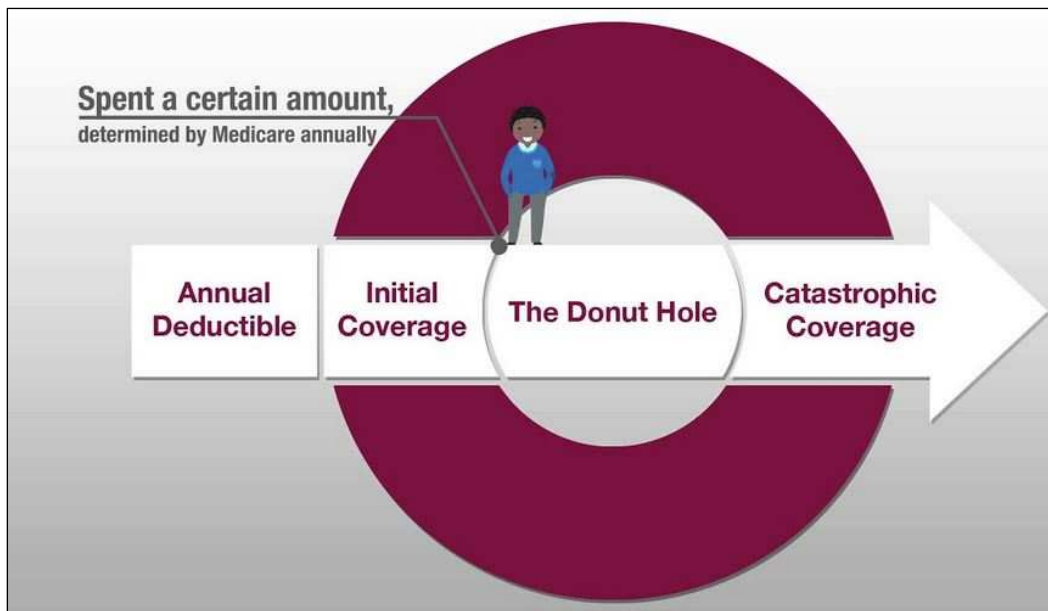 Spent a certain amount,
determined by Medicare annually
Annual
Deductible
Initial
Coverage
The Donut Hole
Catastrophic
Coverage